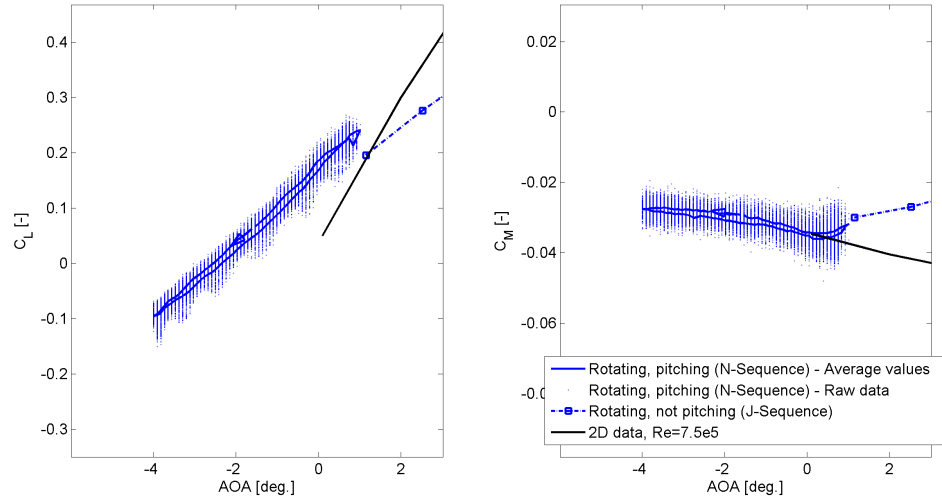 0.4
0.3
0.2
0.1
0
-0.1
-0.2
-0.3
C_L [-]
-4
-2
0
2
AOA [deg.]
0.02
0
-0.02
-0.04
-0.06
-0.0
C_M [-]
Rotating, pitching (N-Sequence) - Average values
Rotating, pitching (N-Sequence) - Raw data
Rotating, not pitching (J-Sequence)
2D data, Re=7.5e5
-4
-2
0
2
AOA [deg.]